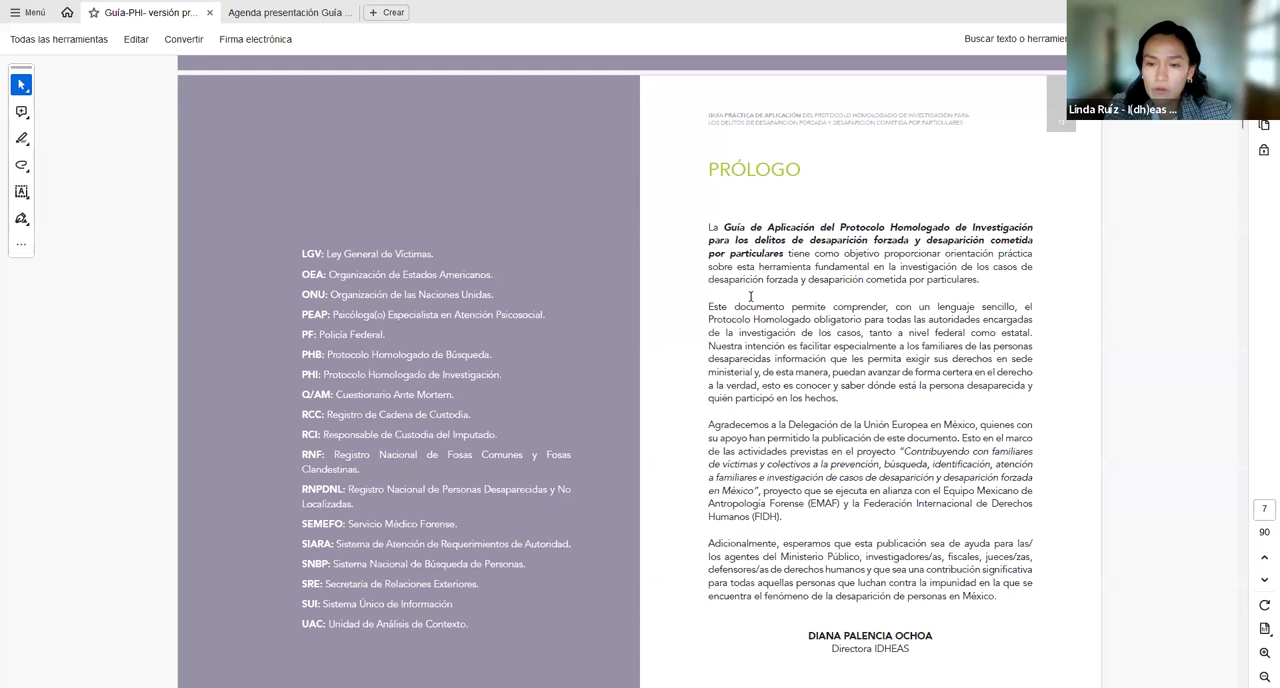 Menú
Guía-PHI- versión pr...
Agenda presentación Guía ...
Crear
Todas las herramientas
Editar
Convertir
Firma electrónica
Buscar texto o herramien
Linda Ruíz - I(dh)eas ...
LGV: Ley General de Víctimas.
OEA: Organización de Estados Americanos.
ONU: Organización de las Naciones Unidas.
PEAP: Psicóloga(o) Especialista en Atención Psicosocial.
PF: Policía Federal.
PHB: Protocolo Homologado de Búsqueda.
PHI: Protocolo Homologado de Investigación.
Q/AM: Cuestionario Ante Mortem.
RCC: Registro de Cadena de Custodia.
RCI: Responsable de Custodia del Imputado.
RNF: Registro Nacional de Fosas Comunes y Fosas
Clandestinas.
RNPDNL: Registro Nacional de Personas Desaparecidas y No
Localizadas.
SEMEFO: Servicio Médico Forense.
SIARA: Sistema de Atención de Requerimientos de Autoridad.
SNBP: Sistema Nacional de Búsqueda de Personas.
SRE: Secretaría de Relaciones Exteriores.
SUI: Sistema Único de Información
UAC: Unidad de Análisis de Contexto.
GUÍA PRÁCTICA DE APLICACIÓN DEL PROTOCOLO HOMOLOGADO DE INVESTIGACIÓN PARA
LOS DELITOS DE DESAPARICIÓN FORZADA Y DESAPARICIÓN COMETIDA POR PARTICULARES
PRÓLOGO
La Guía de Aplicación del Protocolo Homologado de Investigación
para los delitos de desaparición forzada y desaparición cometida
por particulares tiene como objetivo proporcionar orientación práctica
sobre esta herramienta fundamental en la investigación de los casos de
desaparición forzada y desaparición cometida por particulares.
Este documento permite comprender, con un lenguaje sencillo, el
Protocolo Homologado obligatorio para todas las autoridades encargadas
de la investigación de los casos, tanto a nivel federal como estatal.
Nuestra intención es facilitar especialmente a los familiares de las personas
desaparecidas información que les permita exigir sus derechos en sede
ministerial y, de esta manera, puedan avanzar de forma certera en el derecho
a la verdad, esto es conocer y saber dónde está la persona desaparecida y
quién participó en los hechos.
Agradecemos a la Delegación de la Unión Europea en México, quienes con
su apoyo han permitido la publicación de este documento. Esto en el marco
de las actividades previstas en el proyecto "Contribuyendo con familiares
de víctimas y colectivos a la prevención, búsqueda, identificación, atención
a familiares e investigación de casos de desaparición y desaparición forzada
en México", proyecto que se ejecuta en alianza con el Equipo Mexicano de
Antropología Forense (EMAF) y la Federación Internacional de Derechos
Humanos (FIDH).
Adicionalmente, esperamos que esta publicación sea de ayuda para las/
los agentes del Ministerio Público, investigadores/as, fiscales, jueces/zas,
defensores/as de derechos humanos y que sea una contribución significativa
para todas aquellas personas que luchan contra la impunidad en la que se
encuentra el fenómeno de la desaparición de personas en México.
DIANA PALENCIA OCHOA
Directora IDHEAS
7
90